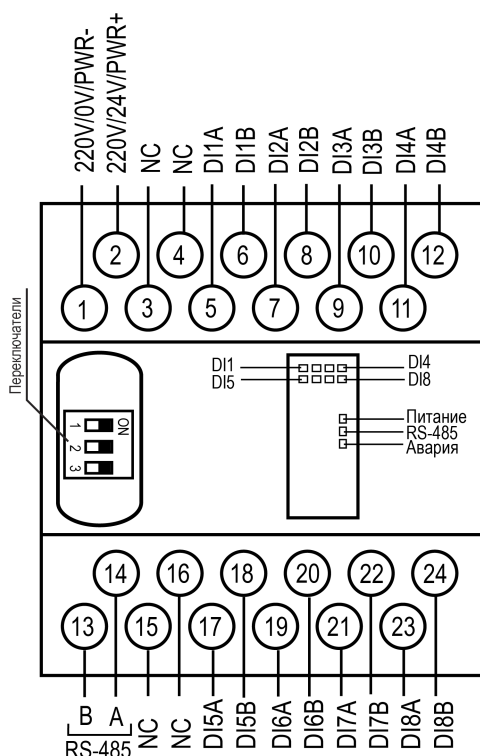 220V/0V/PWR-
220V/24V/PWR+
NC
NC
DI1A
DI1B
DI2A
DI2B
DI3A
DI3B
DI4A
DI4B
2
4
6
8
10
12
1
3
5
7
9
11
Переключатели
DI1
DI4
DI5
DI8
ON
1
2
3
Питание
RS-485
Авария
14
16
18
20
22
24
13
15
17
19
21
23
B
A
RS-485
NC
NC
DI5A
DI5B
DI6A
DI6B
DI7A
DI7B
DI8A
DI8B